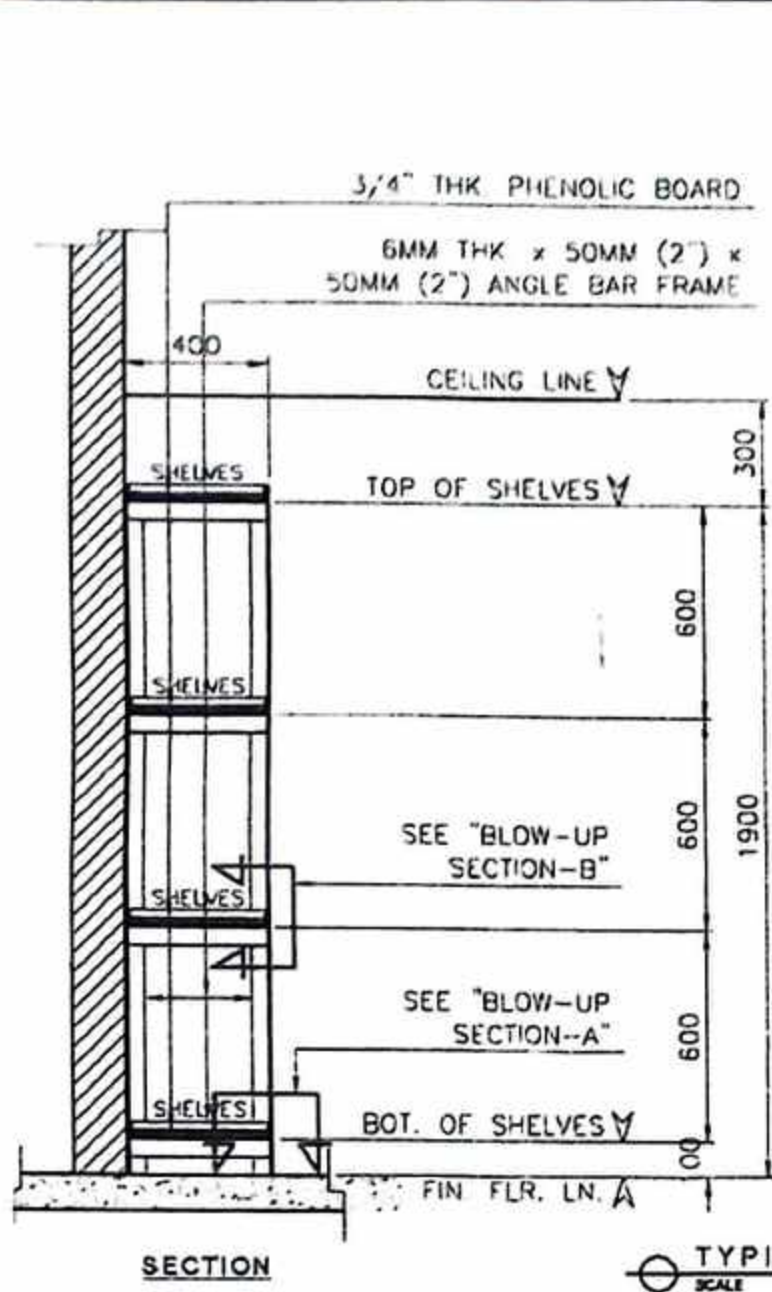 3/4" THK PHENOLIC BOARD
6MM THK x 50MM (2") x
50MM (2") ANGLE BAR FRAME
400
CEILING LINE
300
SHELVES
TOP OF SHELVES
600
SHELVES
600
1900
SEE "BLOW-UP
SECTION-B"
SHELVES
SEE "BLOW-UP
SECTION-A"
600
SHELVES
BOT. OF SHELVES
00
FIN FLR. LN.
SECTION
TYPI
SCALE